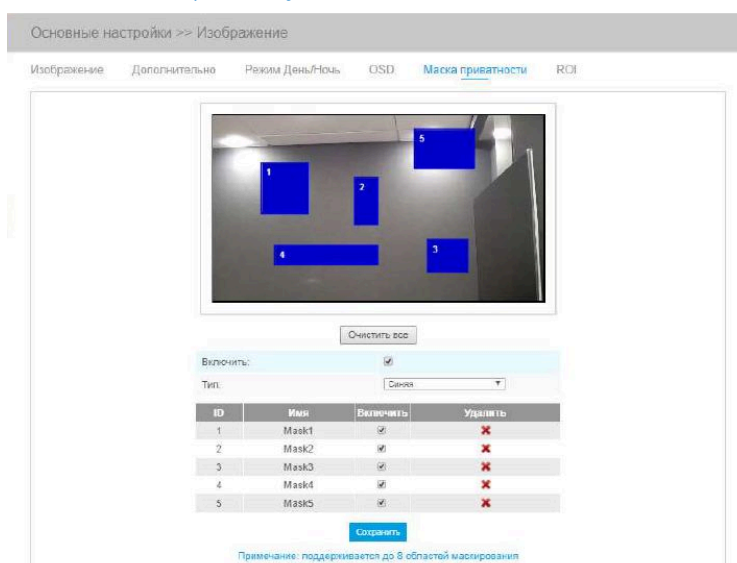 Основные настройки >> Изображение
Изображение Дополнительно Режим День/Ночь OSD Маска приватности ROI
5
1
2
3
4
Очистить все
Включить:
Тип: Синяя
ID Имя Включить Удалить
1 Mask1
2 Mask2
3 Mask3
4 Mask4
5 Mask5
Сохранить
Примечание: поддерживается до 8 областей маскирования